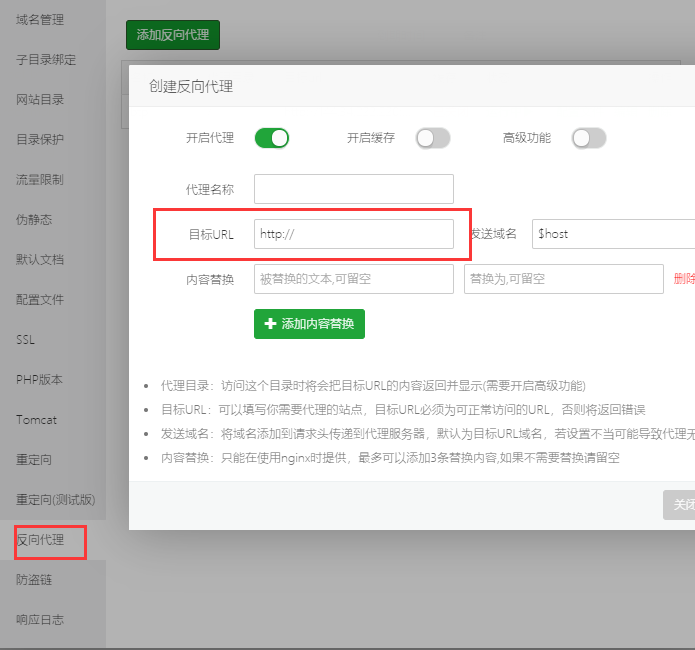 域名管理
子目录绑定
网站目录
目录保护
流量限制
伪静态
默认文档
配置文件
SSL
PHP版本
Tomcat
重定向
重定向(测试版)
反向代理
防盗链
响应日志
添加反向代理
创建反向代理
开启代理 开启缓存 高级功能
代理名称
目标URL http:// 发送域名 $host
内容替换 被替换的文本,可留空 替换为,可留空 删除
添加内容替换
代理目录：访问这个目录时将会把目标URL的内容返回并显示(需要开启高级功能)
目标URL：可以填写你需要代理的站点，目标URL必须为可正常访问的URL，否则将返回错误
发送域名：将域名添加到请求头传递到代理服务器，默认为目标URL域名，若设置不当可能导致代理无
内容替换：只能在使用nginx时提供，最多可以添加3条替换内容,如果不需要替换请留空
关闭